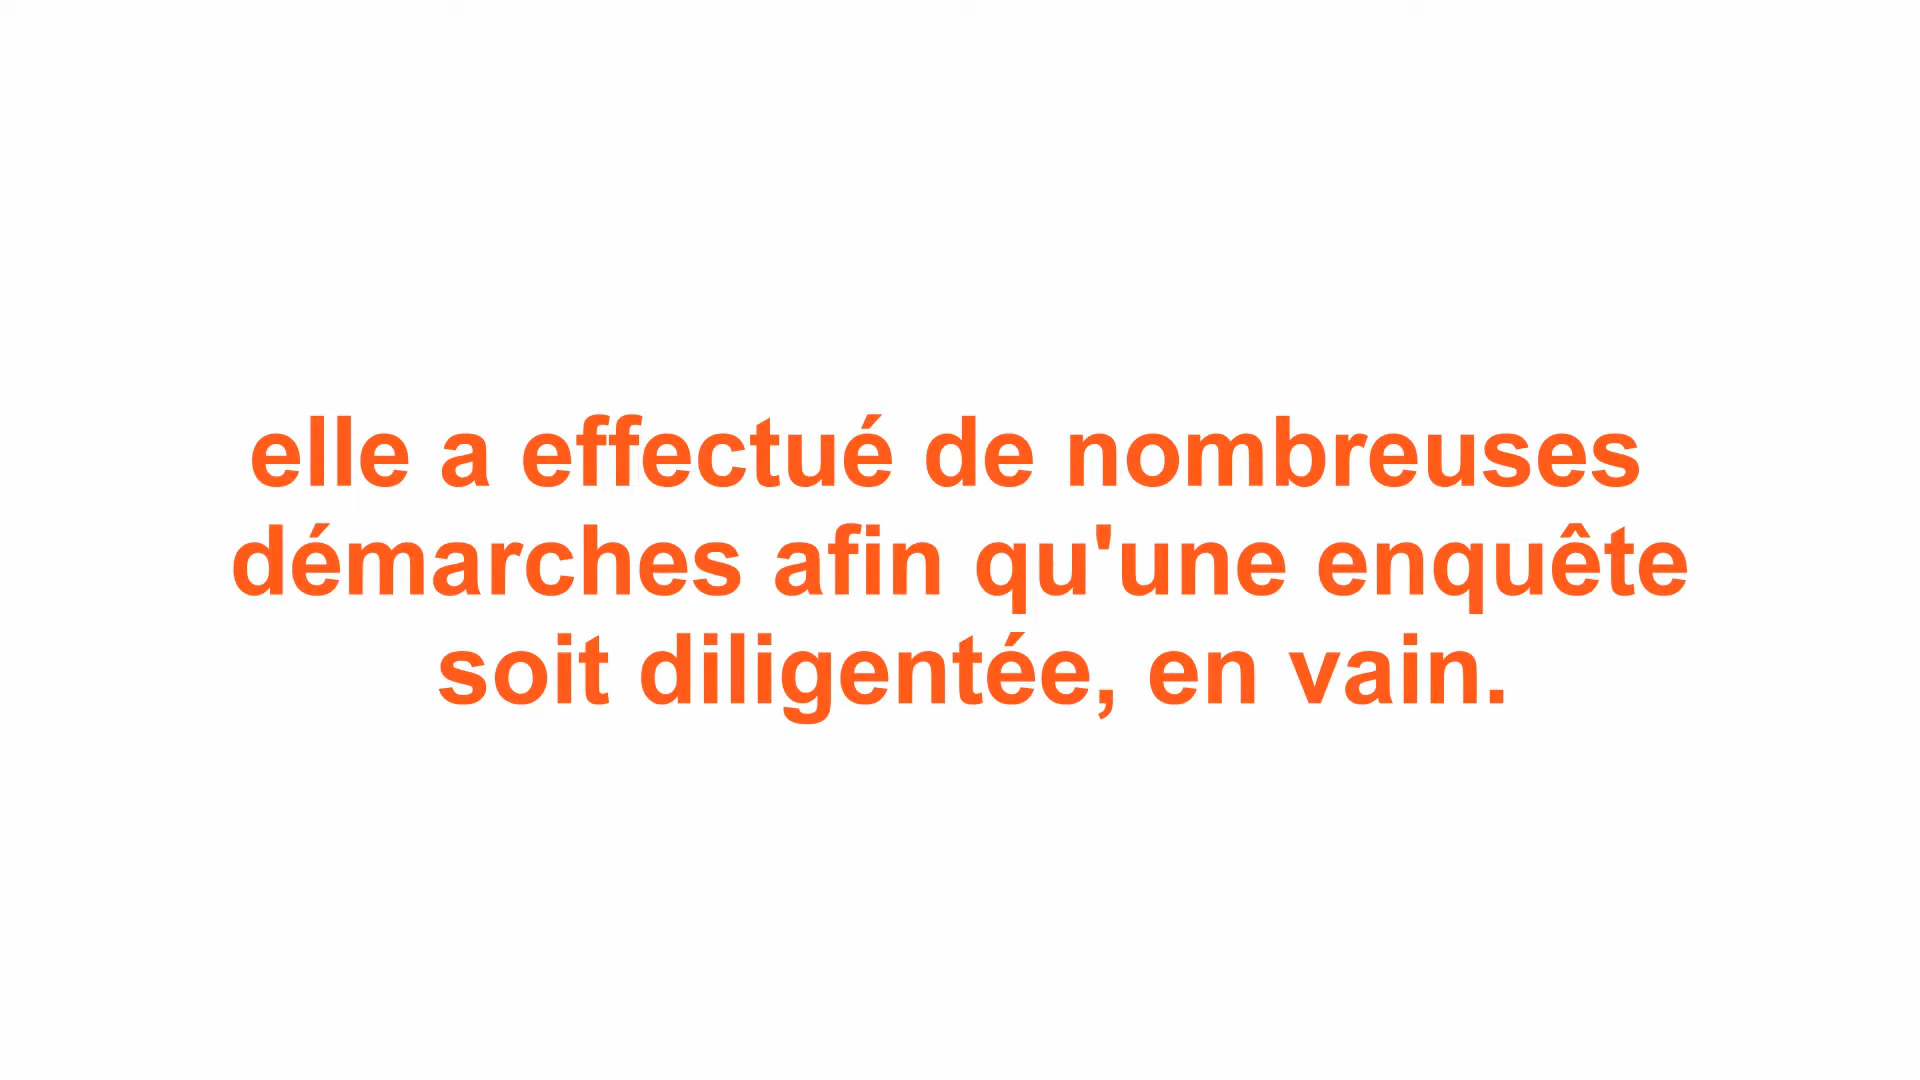 elle a effectué de nombreuses
démarches afin qu'une enquête
soit diligentée, en vain.